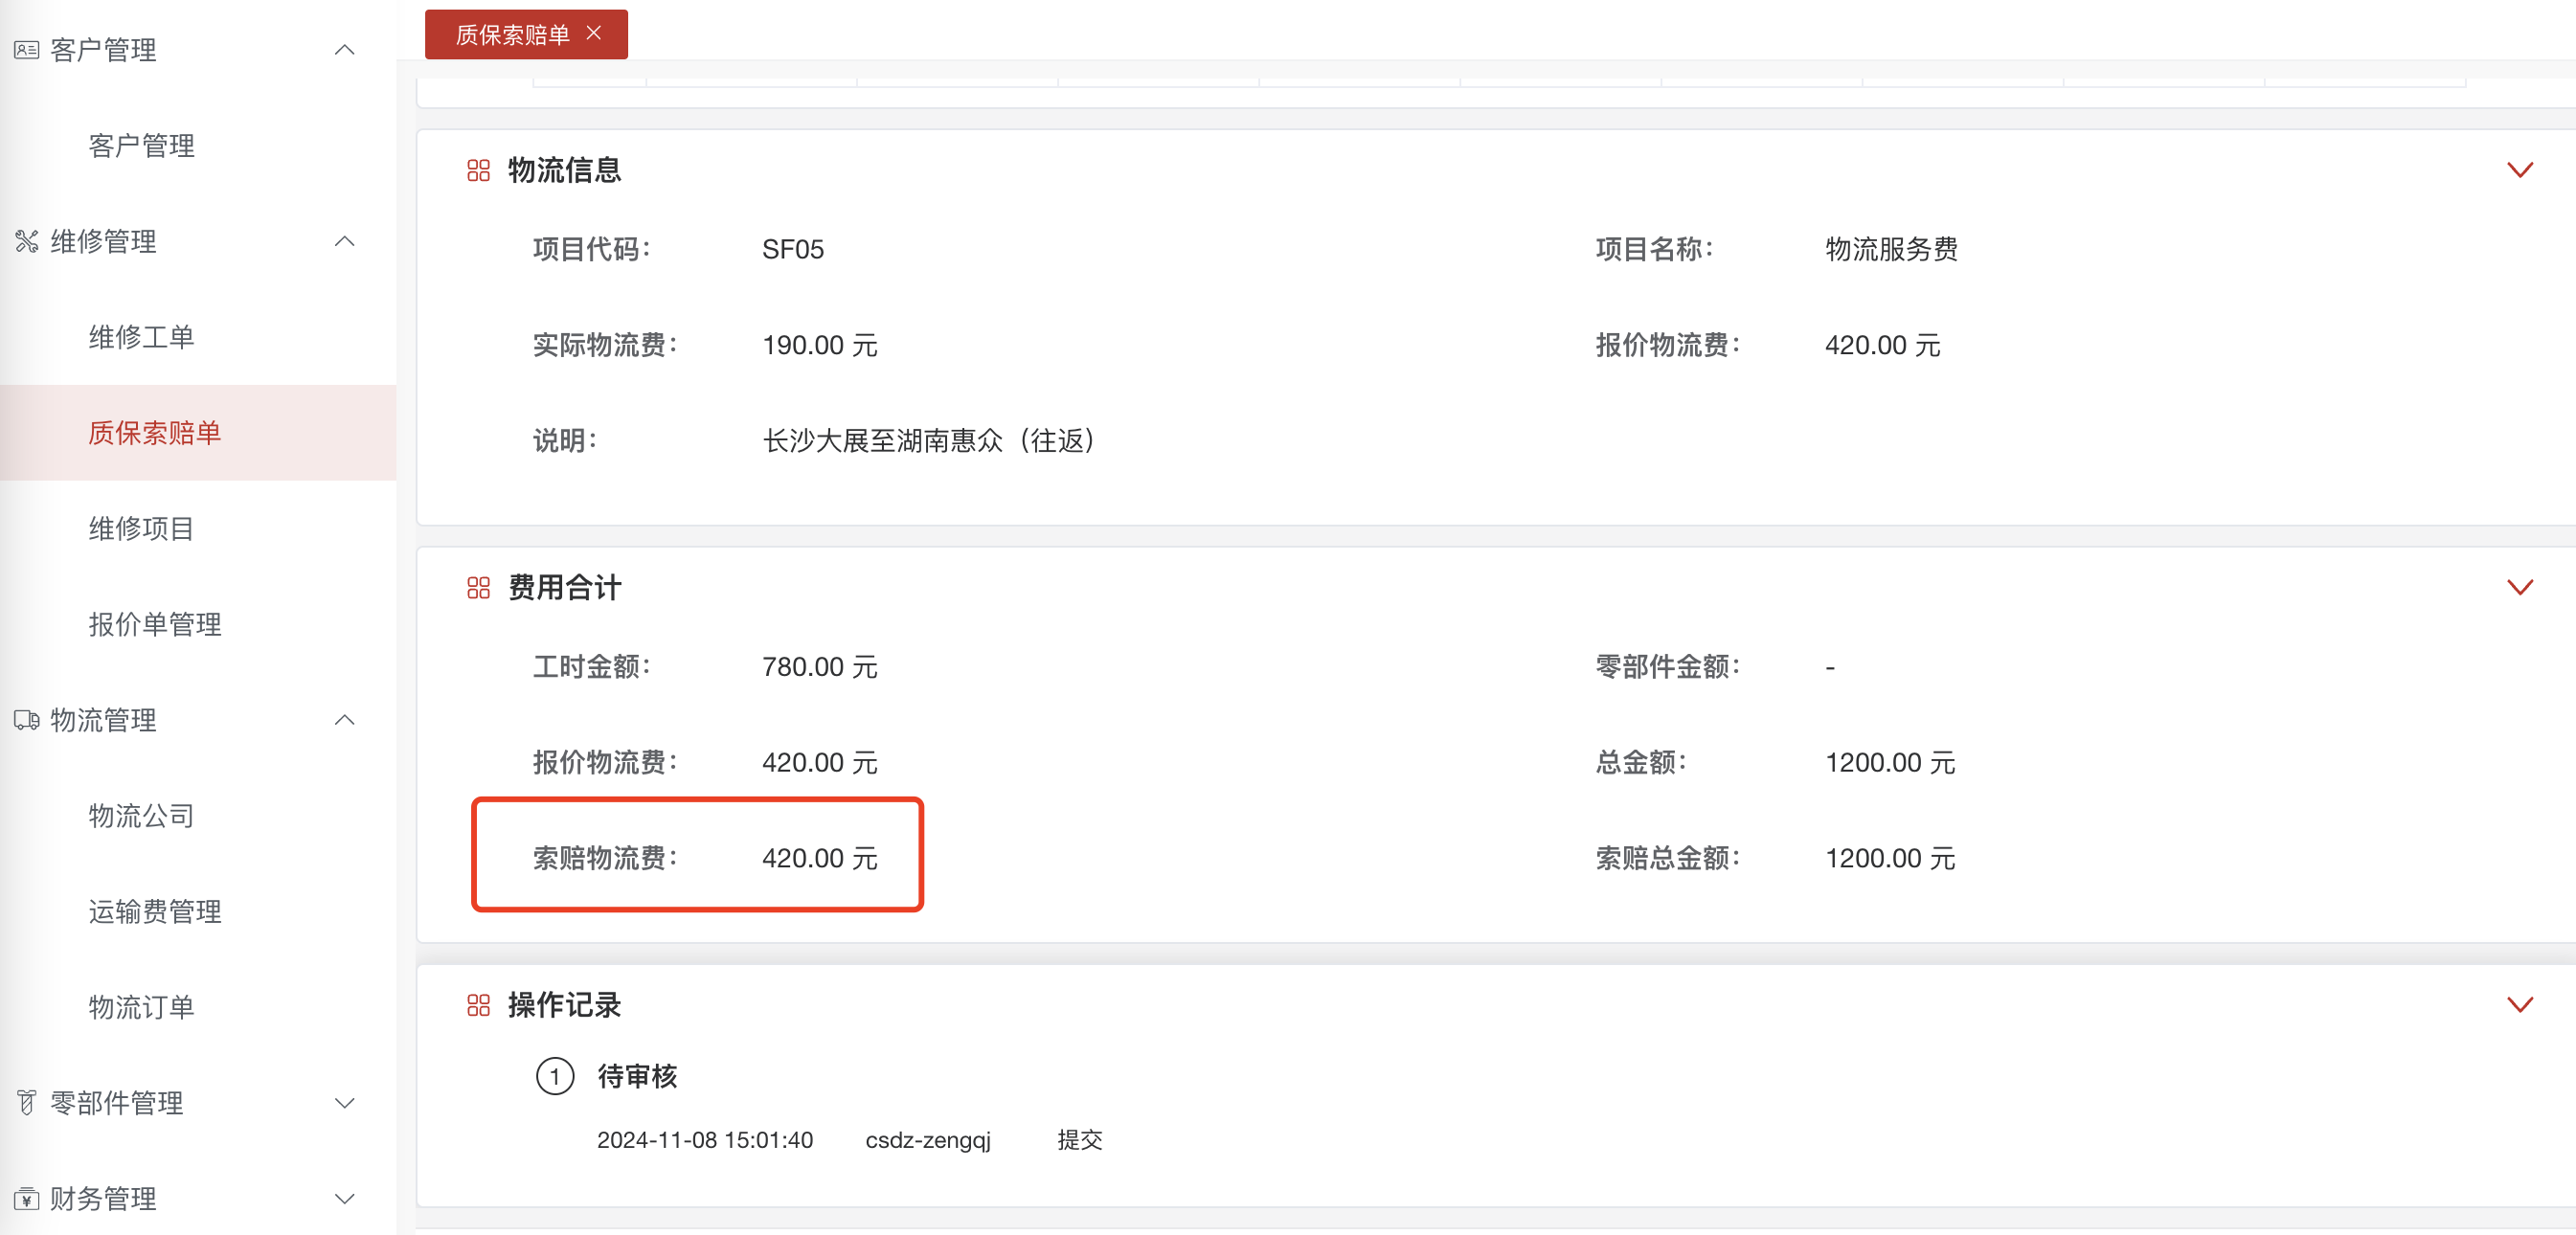 客户管理
客户管理
维修管理
维修工单
质保索赔单
维修项目
报价单管理
物流管理
物流公司
运输费管理
物流订单
零部件管理
财务管理
质保索赔单
物流信息
项目代码： SF05 项目名称： 物流服务费
实际物流费： 190.00 元 报价物流费： 420.00 元
说明： 长沙大展至湖南惠众（往返）
费用合计
工时金额： 780.00 元 零部件金额： -
报价物流费： 420.00 元 总金额： 1200.00 元
索赔物流费： 420.00 元 索赔总金额： 1200.00 元
操作记录
1 待审核
2024-11-08 15:01:40 csdz-zengqj 提交